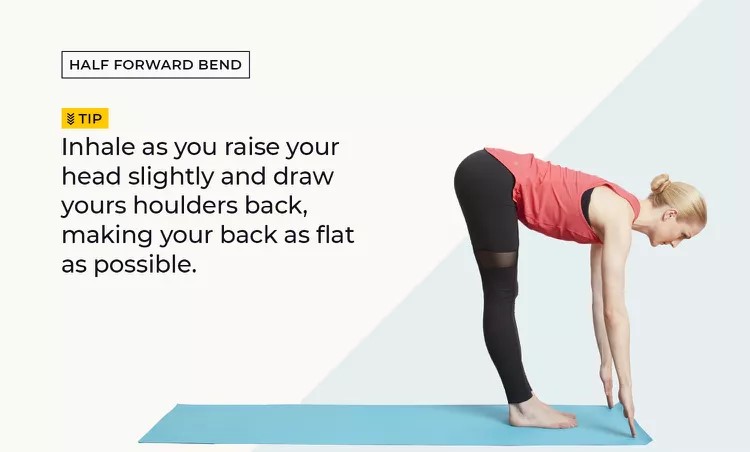 HALF FORWARD BEND
TIP
Inhale as you raise your
head slightly and draw
yours houlders back,
making your back as flat
as possible.